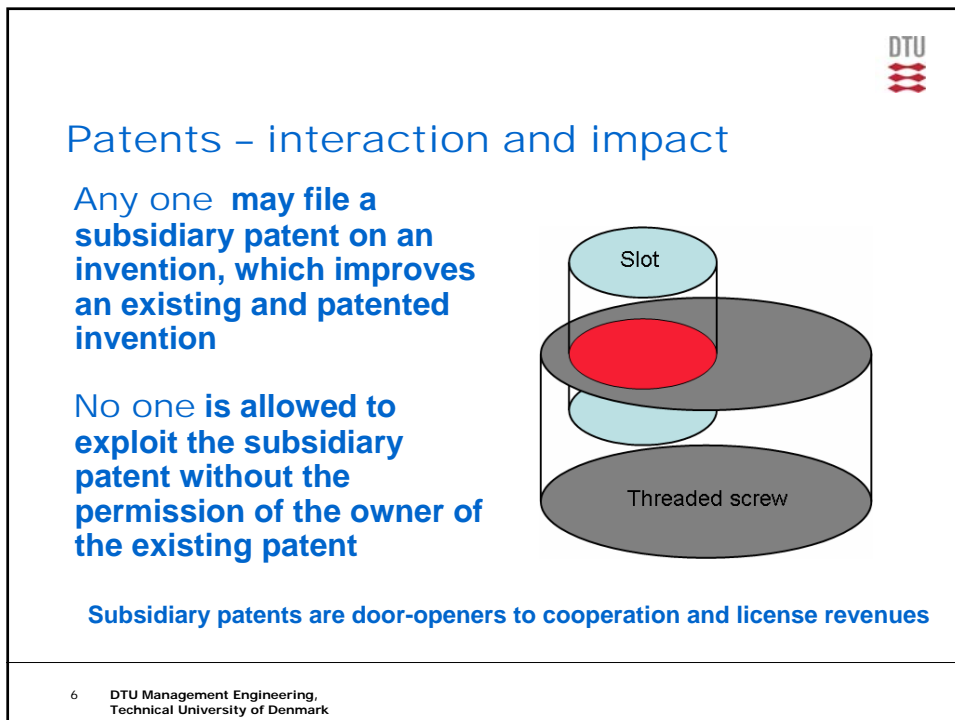 DTU
Patents – interaction and impact
Any one may file a
subsidiary patent on an
invention, which improves
an existing and patented
invention
No one is allowed to
exploit the subsidiary
patent without the
permission of the owner of
the existing patent
Slot
Threaded screw
Subsidiary patents are door-openers to cooperation and license revenues
6 DTU Management Engineering,
Technical University of Denmark